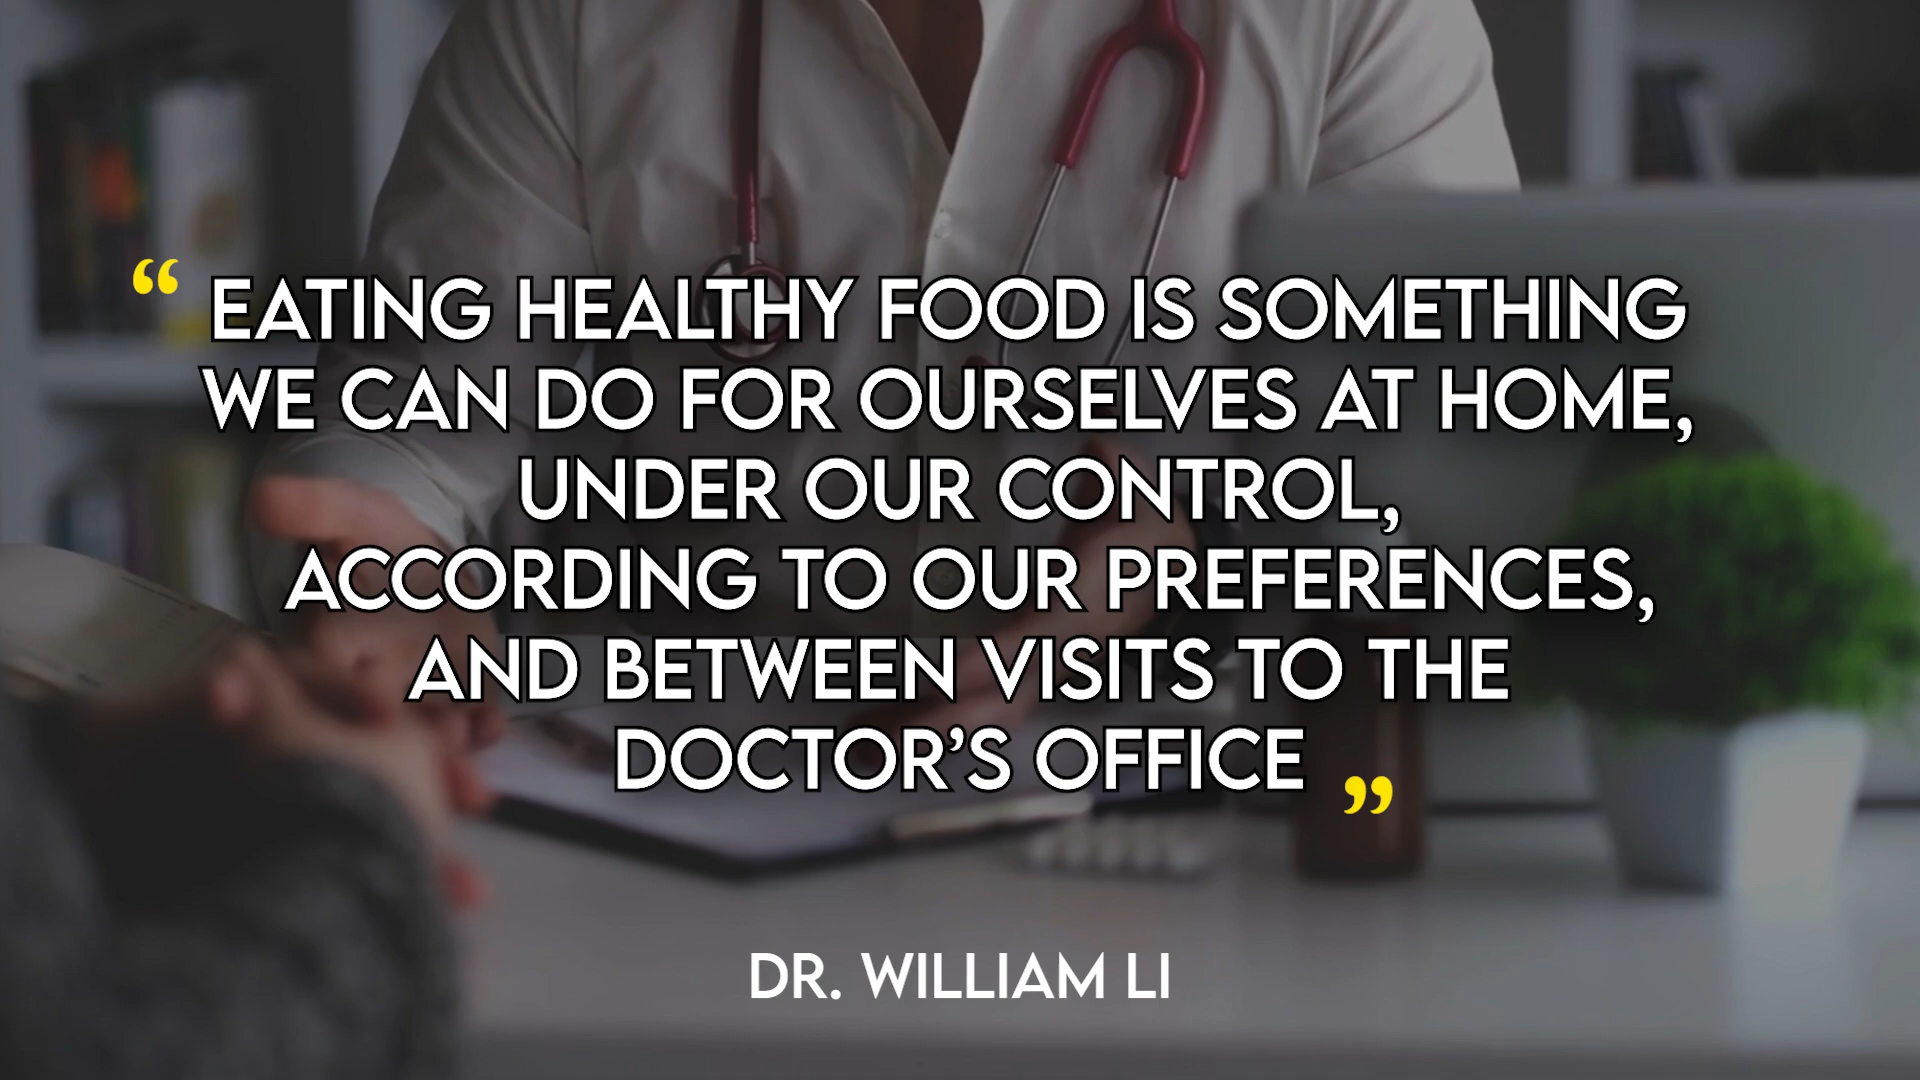 “ EATING HEALTHY FOOD IS SOMETHING
WE CAN DO FOR OURSELVES AT HOME,
UNDER OUR CONTROL,
ACCORDING TO OUR PREFERENCES,
AND BETWEEN VISITS TO THE
DOCTOR’S OFFICE ”
DR. WILLIAM LI